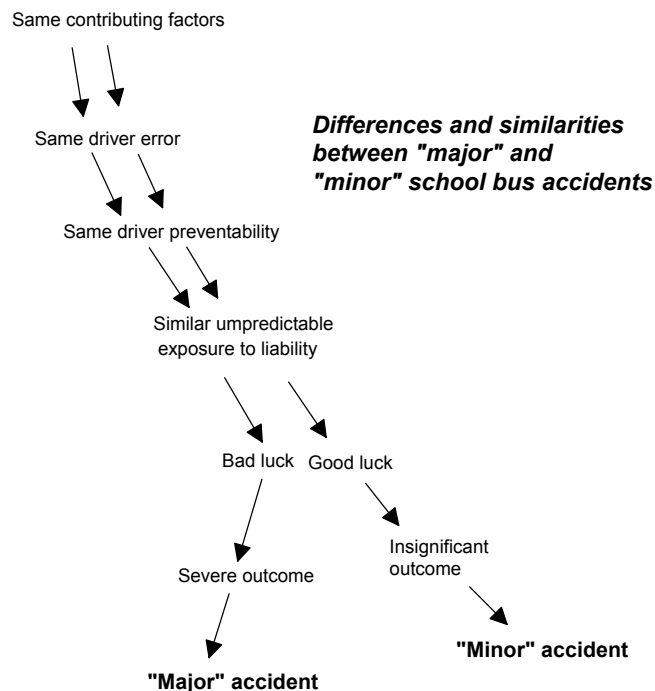 Same contributing factors
Differences and similarities
between "major" and
"minor" school bus accidents
Same driver error
Same driver preventability
Similar umpredictable
exposure to liability
Bad luck
Good luck
Insignificant
outcome
Severe outcome
"Minor" accident
"Major" accident